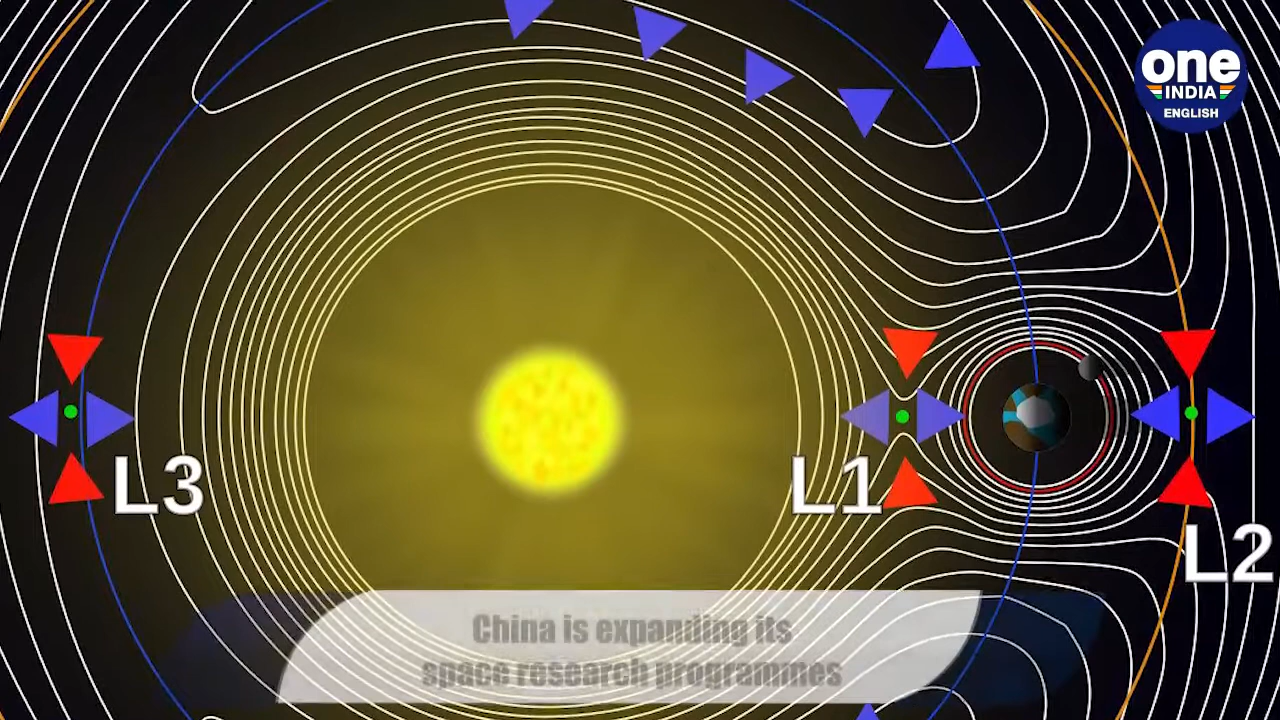 one
INDIA
ENGLISH
L3
L1
L2
China is expanding its
space research programmes